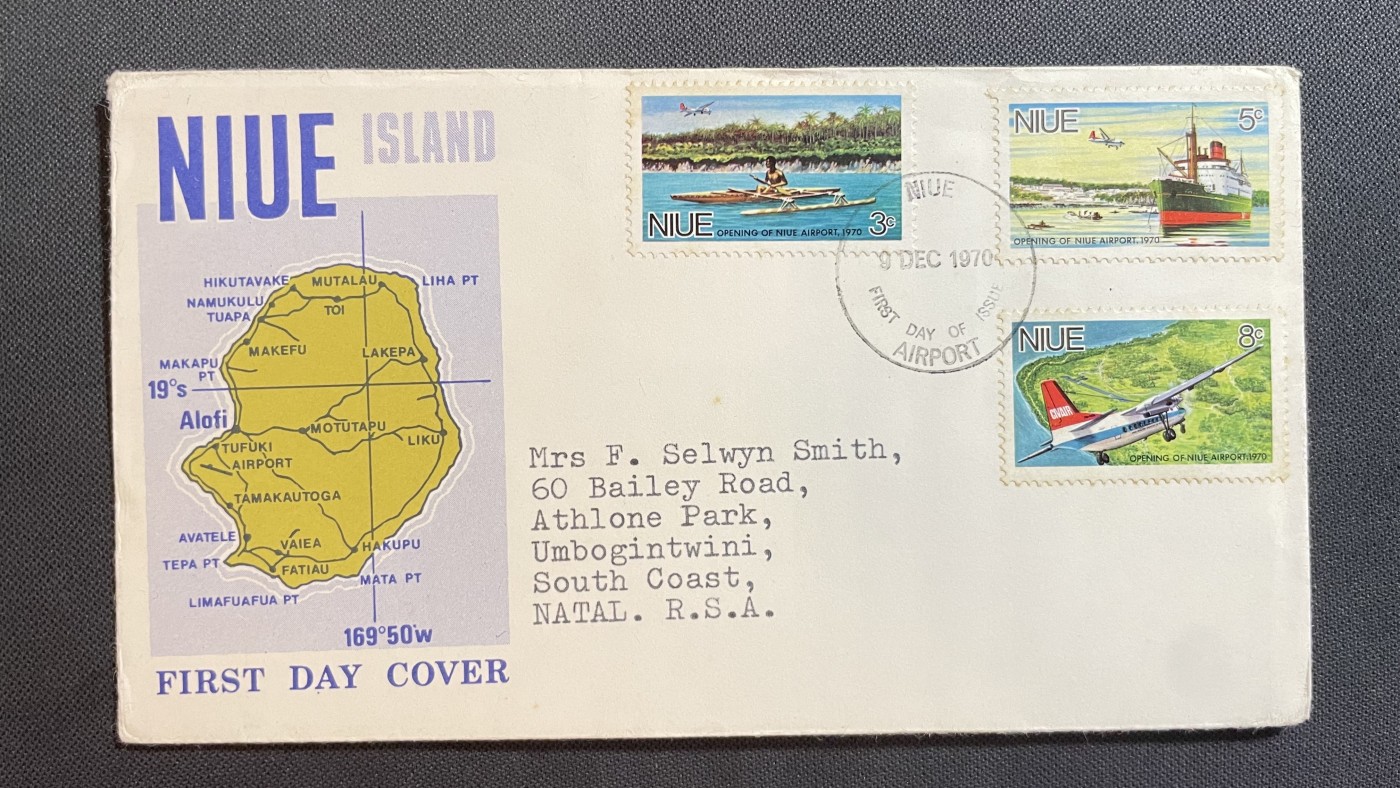 NIUE ISLAND
HIKUTAVAKE
MUTALAU
LIHA PT
NAMUKULU
TOI
TUAPA
MAKEFU
LAKEPA
MAKAPU
PT
19°s
Alofi
MOTUTAPU
LIKU
TUFUKI
AIRPORT
TAMAKAUTOGA
AVATELE
VAIEA
HAKUPU
TEPA PT
FATIAU
MATA PT
LIMAFUAFUA PT
169°50'w
FIRST DAY COVER
NIUE OPENING OF NIUE AIRPORT, 1970 3c
NIUE 5c
OPENING OF NIUE AIRPORT, 1970
NIUE
9 DEC 1970
FIRST DAY OF ISSUE
AIRPORT
NIUE 8c
CIVAIR
OPENING OF NIUE AIRPORT, 1970
Mrs F. Selwyn Smith,
60 Bailey Road,
Athlone Park,
Umbogintwini,
South Coast,
NATAL. R.S.A.